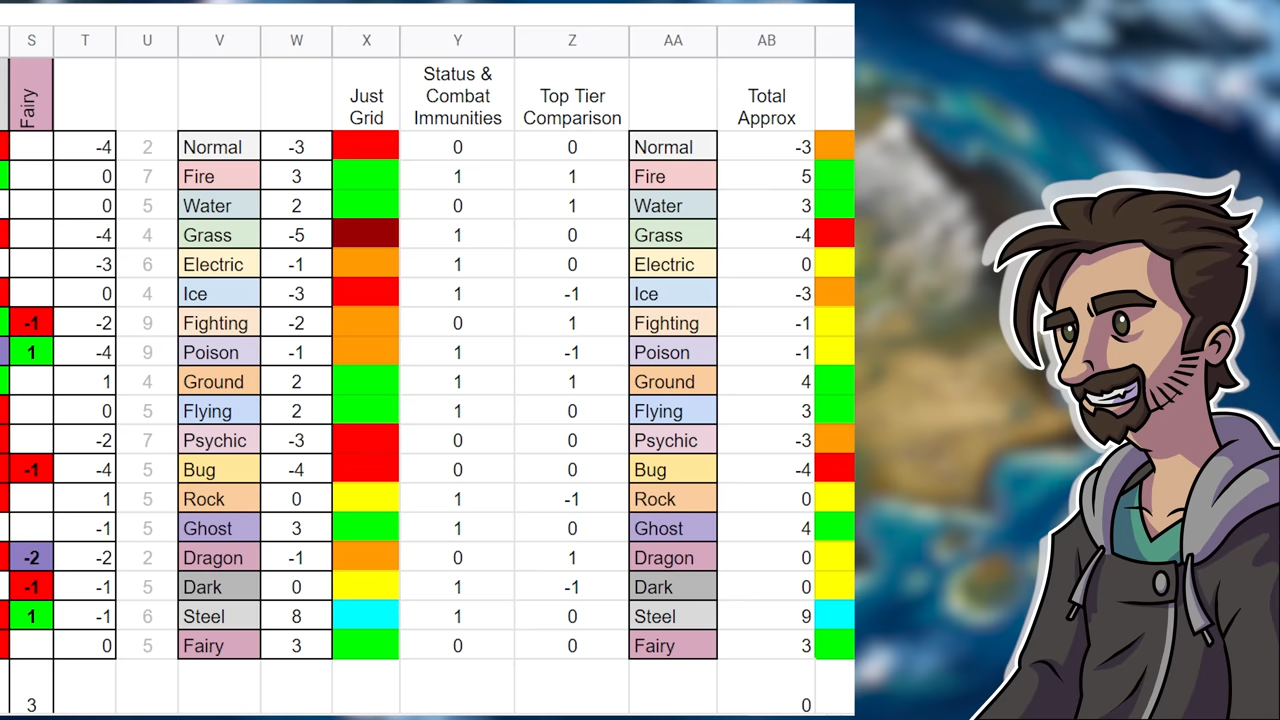 S T U V W X Y Z AA AB
Fairy
Just
Grid
Status &
Combat
Immunities
Top Tier
Comparison
Total
Approx
-4 2 Normal -3 0 0 Normal -3
0 7 Fire 3 1 1 Fire 5
0 5 Water 2 0 1 Water 3
-4 4 Grass -5 1 0 Grass -4
-3 6 Electric -1 1 0 Electric 0
0 4 Ice -3 1 -1 Ice -3
-1 -2 9 Fighting -2 0 1 Fighting -1
1 -4 9 Poison -1 1 -1 Poison -1
1 4 Ground 2 1 1 Ground 4
0 5 Flying 2 1 0 Flying 3
-2 7 Psychic -3 0 0 Psychic -3
-1 -4 5 Bug -4 0 0 Bug -4
1 5 Rock 0 1 -1 Rock 0
-1 5 Ghost 3 1 0 Ghost 4
-2 -2 2 Dragon -1 0 1 Dragon 0
-1 -1 5 Dark 0 1 -1 Dark 0
1 -1 6 Steel 8 1 0 Steel 9
0 5 Fairy 3 0 0 Fairy 3
3 0